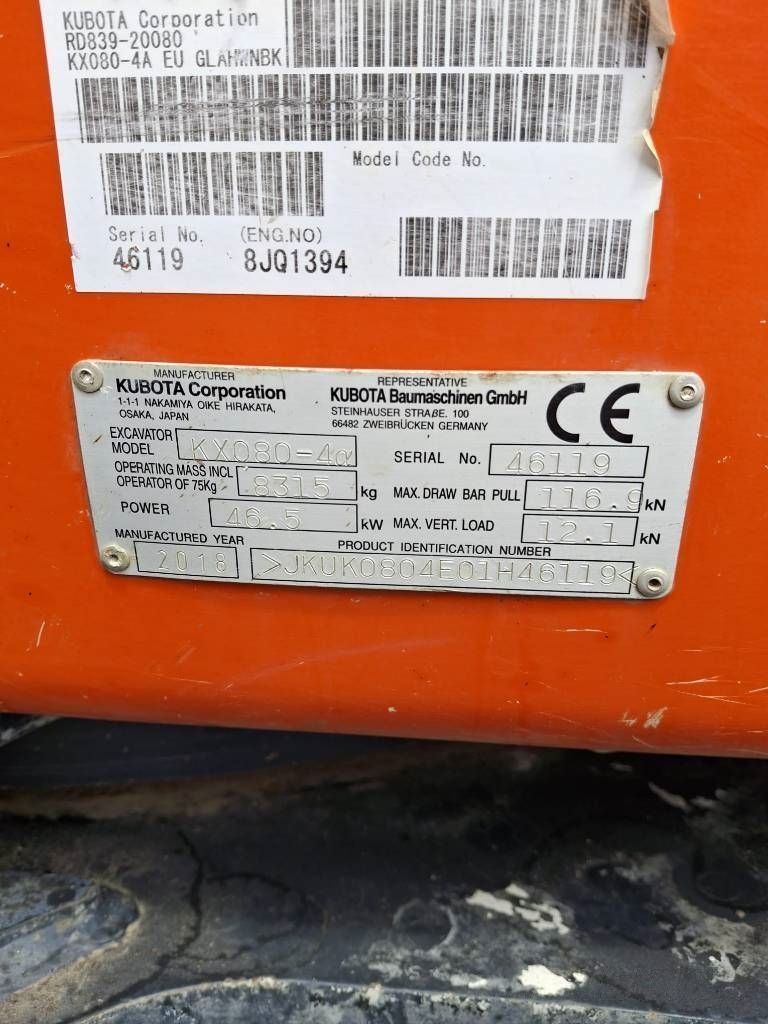 KUBOTA Corporation
RD839-20080
KX080-4A EU GLAHWNBK
Model Code No.
Serial No. (ENG.NO)
46119 8JQ1394
MANUFACTURER
KUBOTA Corporation
1-1-1 NAKAMIYA OIKE HIRAKATA,
OSAKA, JAPAN
REPRESENTATIVE
KUBOTA Baumaschinen GmbH
STEINHAUSER STRAßE. 100
66482 ZWEIBRÜCKEN GERMANY
CE
EXCAVATOR
MODEL KX080-4α
SERIAL No. 46119
OPERATING MASS INCL
OPERATOR OF 75Kg 8315 kg
MAX. DRAW BAR PULL 116.9 kN
POWER 46.5 kW
MAX. VERT. LOAD 12.1 kN
MANUFACTURED YEAR
2018
PRODUCT IDENTIFICATION NUMBER
>JKUK0804E01H46119<